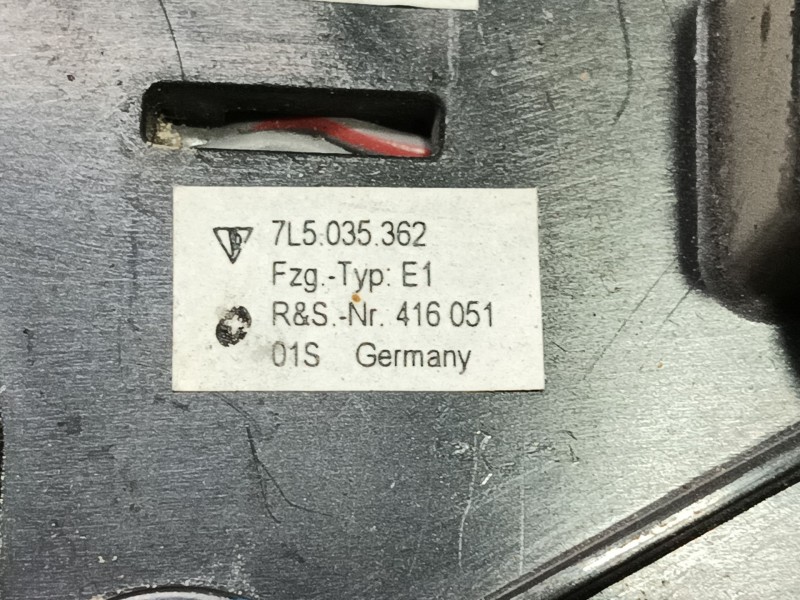 7L5.035.362
Fzg.-Typ: E1
R&S.-Nr. 416 051
01S Germany